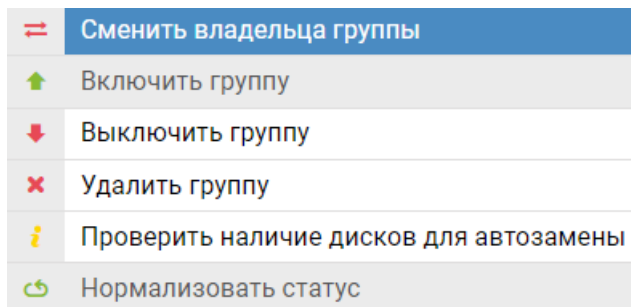 Сменить владельца группы
Включить группу
Выключить группу
Удалить группу
Проверить наличие дисков для автозамены
Нормализовать статус